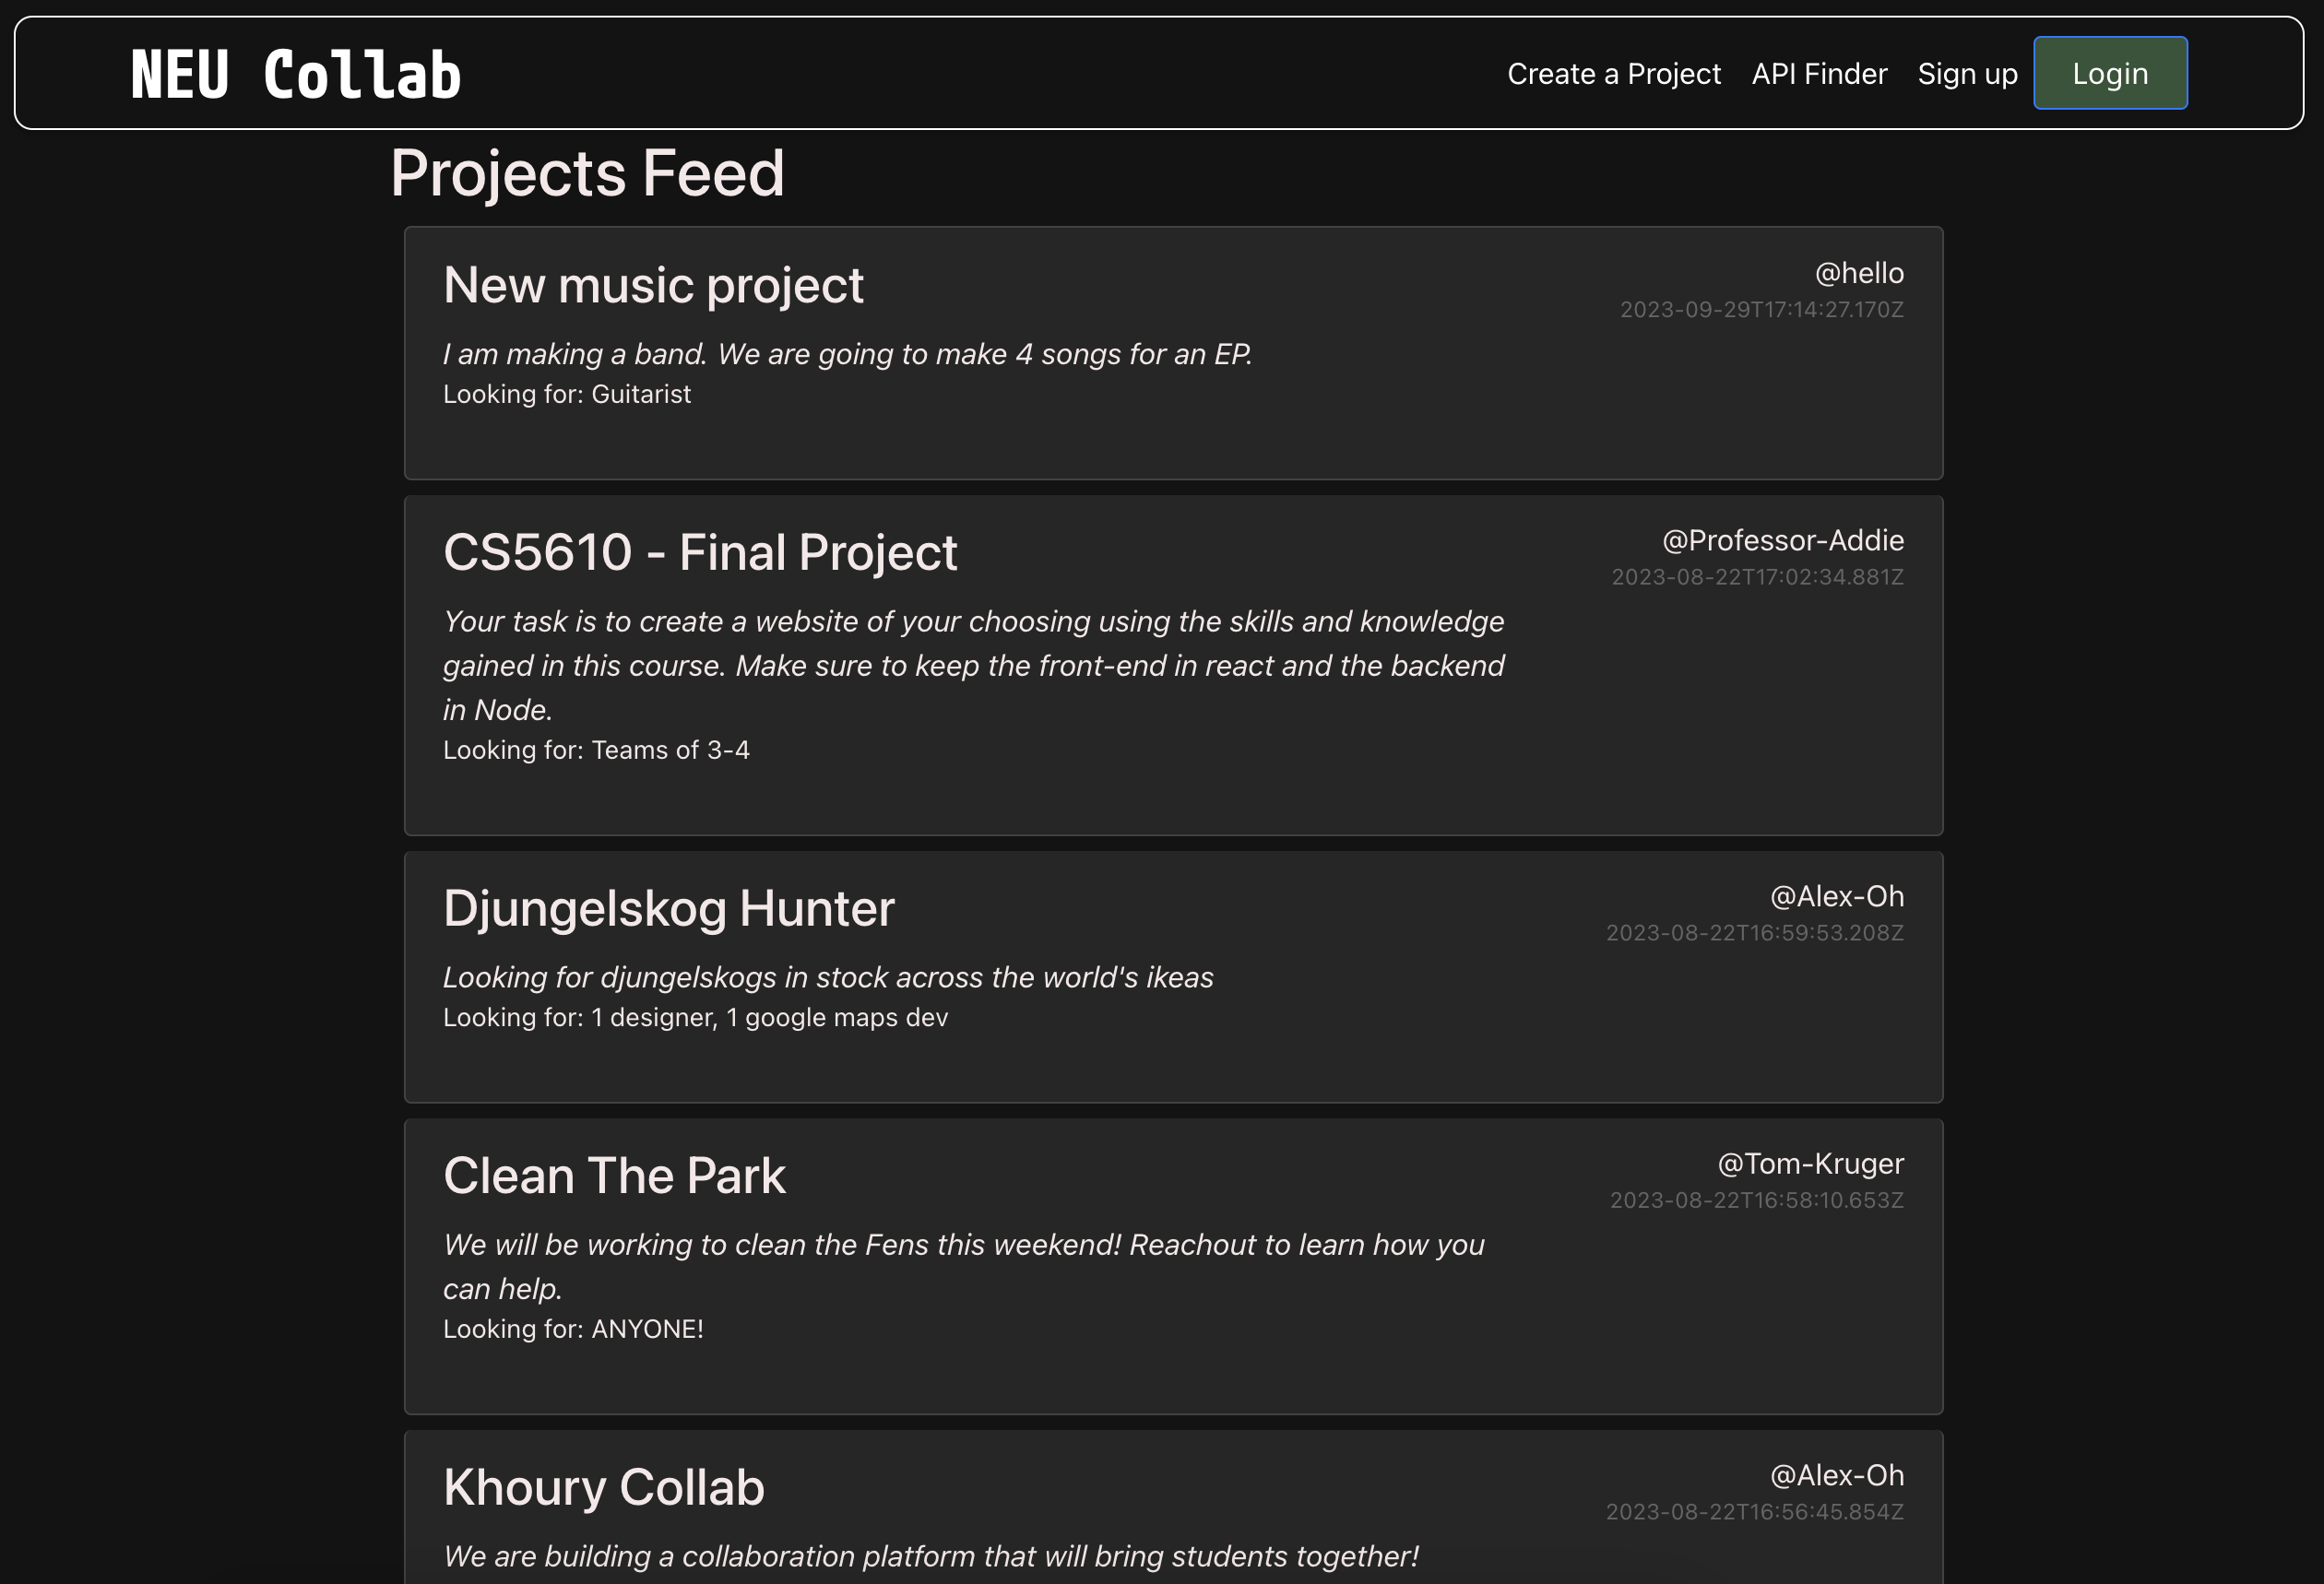 NEU Collab
Create a Project
API Finder
Sign up
Login
Projects Feed
New music project
@hello
2023-09-29T17:14:27.170Z
I am making a band. We are going to make 4 songs for an EP.
Looking for: Guitarist
CS5610 - Final Project
@Professor-Addie
2023-08-22T17:02:34.881Z
Your task is to create a website of your choosing using the skills and knowledge
gained in this course. Make sure to keep the front-end in react and the backend
in Node.
Looking for: Teams of 3-4
Djungelskog Hunter
@Alex-Oh
2023-08-22T16:59:53.208Z
Looking for djungelskogs in stock across the world's ikeas
Looking for: 1 designer, 1 google maps dev
Clean The Park
@Tom-Kruger
2023-08-22T16:58:10.653Z
We will be working to clean the Fens this weekend! Reachout to learn how you
can help.
Looking for: ANYONE!
Khoury Collab
@Alex-Oh
2023-08-22T16:56:45.854Z
We are building a collaboration platform that will bring students together!